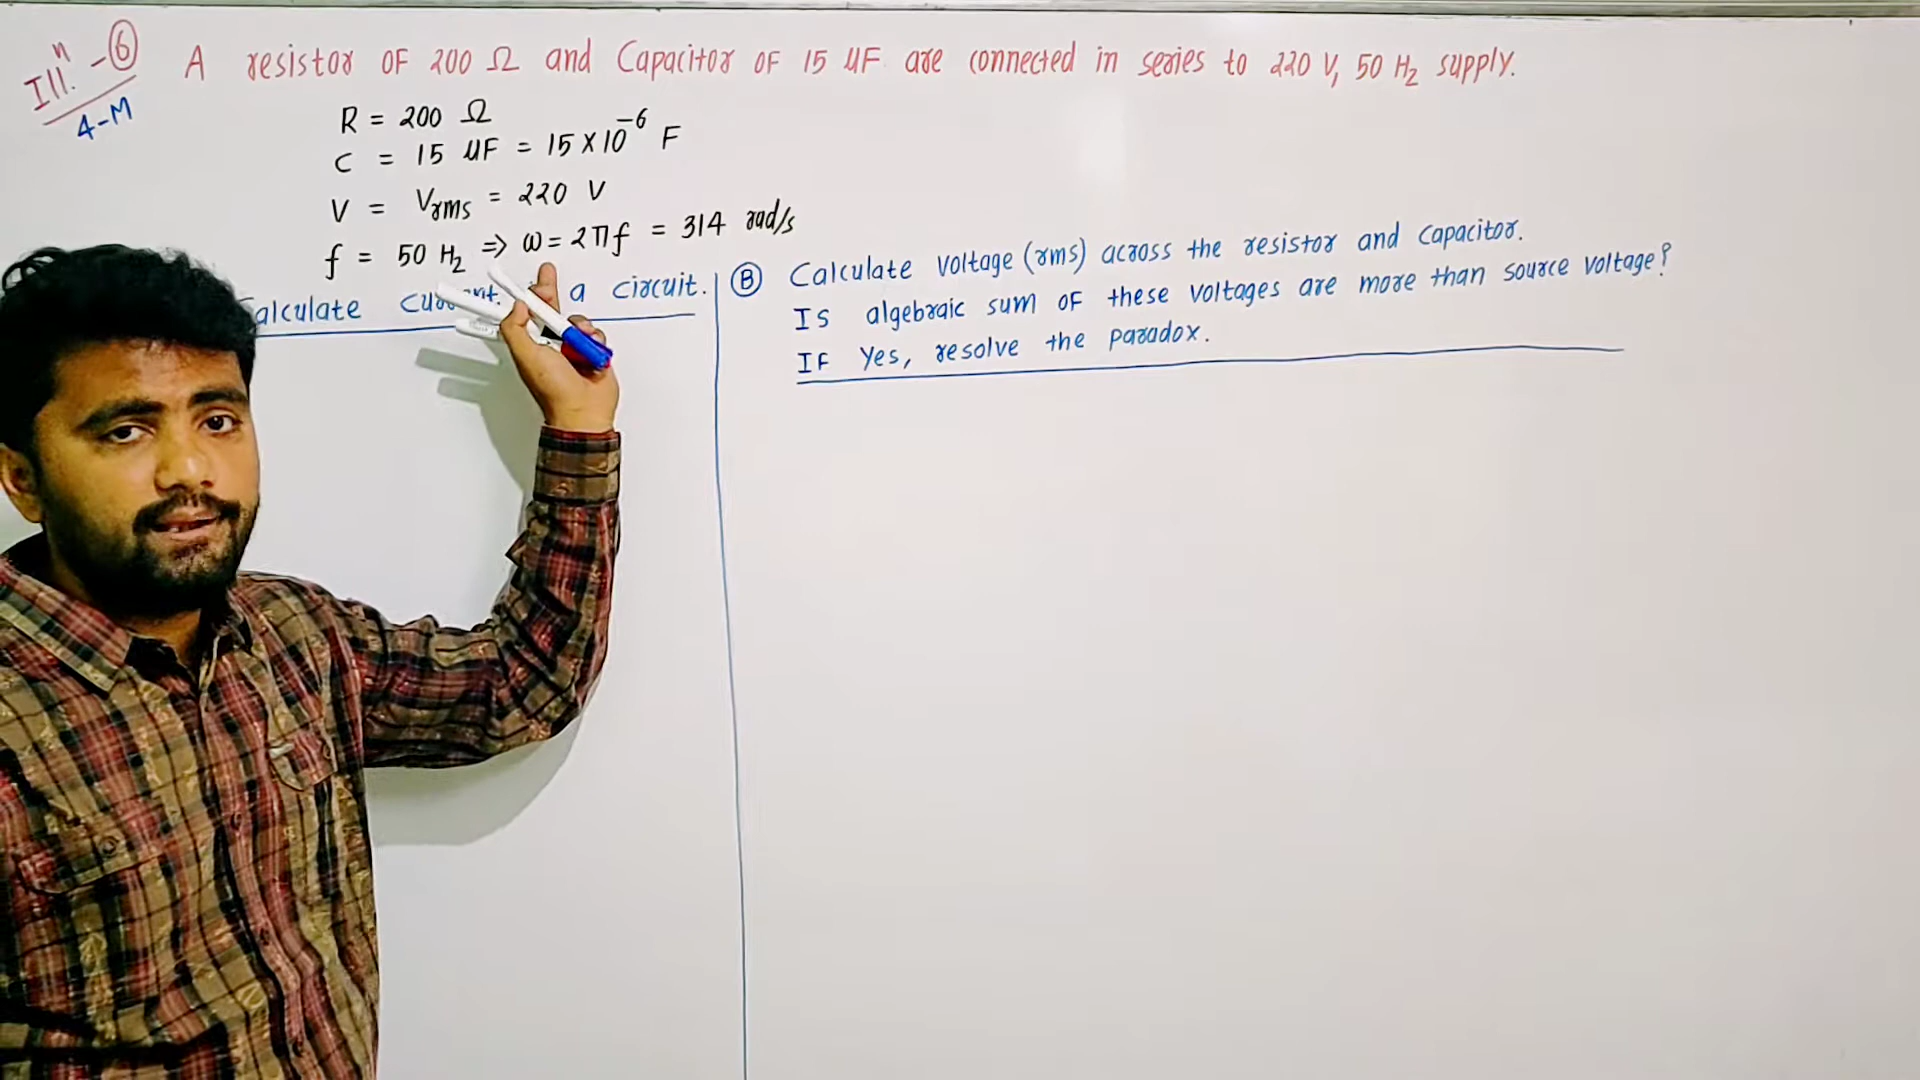 Illⁿ. - ⑥
4-M
A resistor OF 200 Ω and Capacitor OF 15 μF are connected in series to 220 V, 50 Hz supply.
R = 200 Ω
C = 15 μF = 15 × 10⁻⁶ F
V = Vrms = 220 V
f = 50 Hz ⇒ ω = 2πf = 314 rad/s
alculate a circuit.
Ⓑ Calculate voltage (rms) across the resistor and capacitor.
Is algebraic sum OF these voltages are more than source voltage?
IF Yes, resolve the paradox.